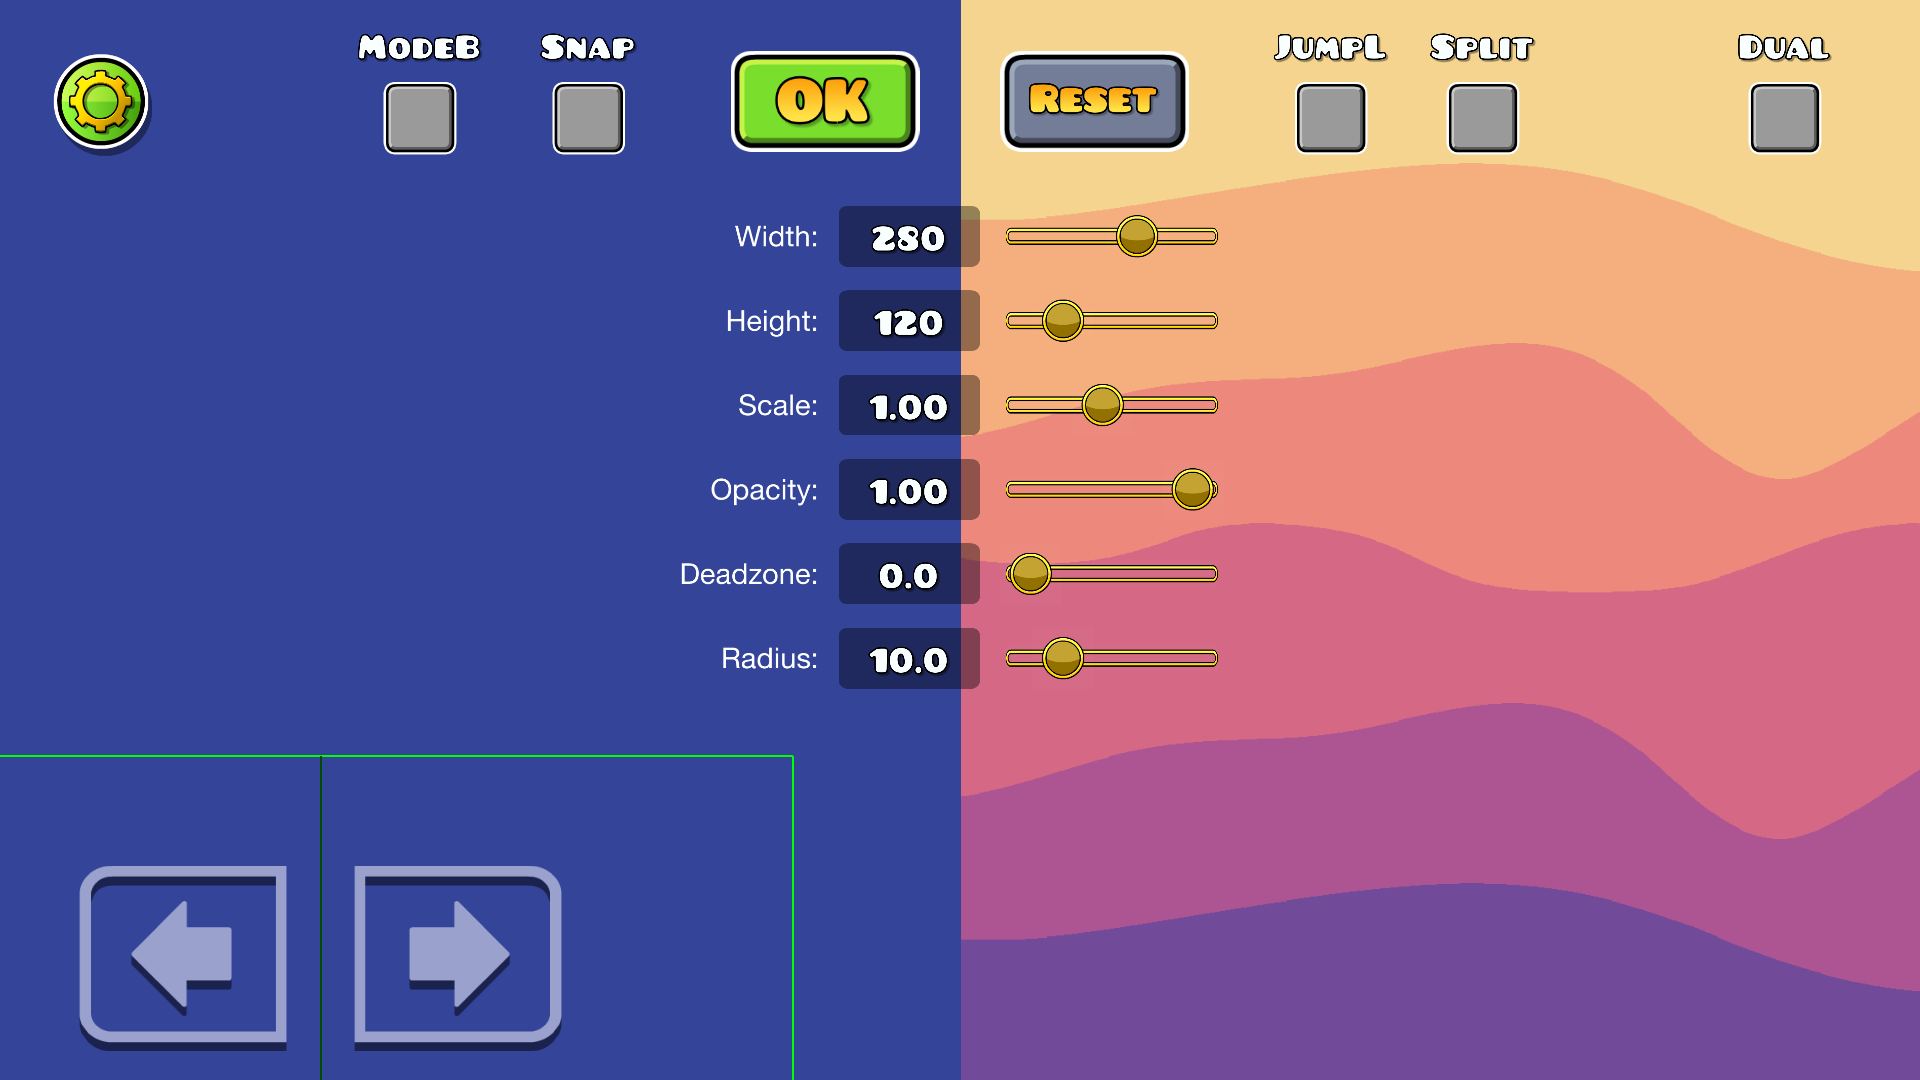 MODEB SNAP OK RESET JUMPL SPLIT DUAL
Width: 280
Height: 120
Scale: 1.00
Opacity: 1.00
Deadzone: 0.0
Radius: 10.0